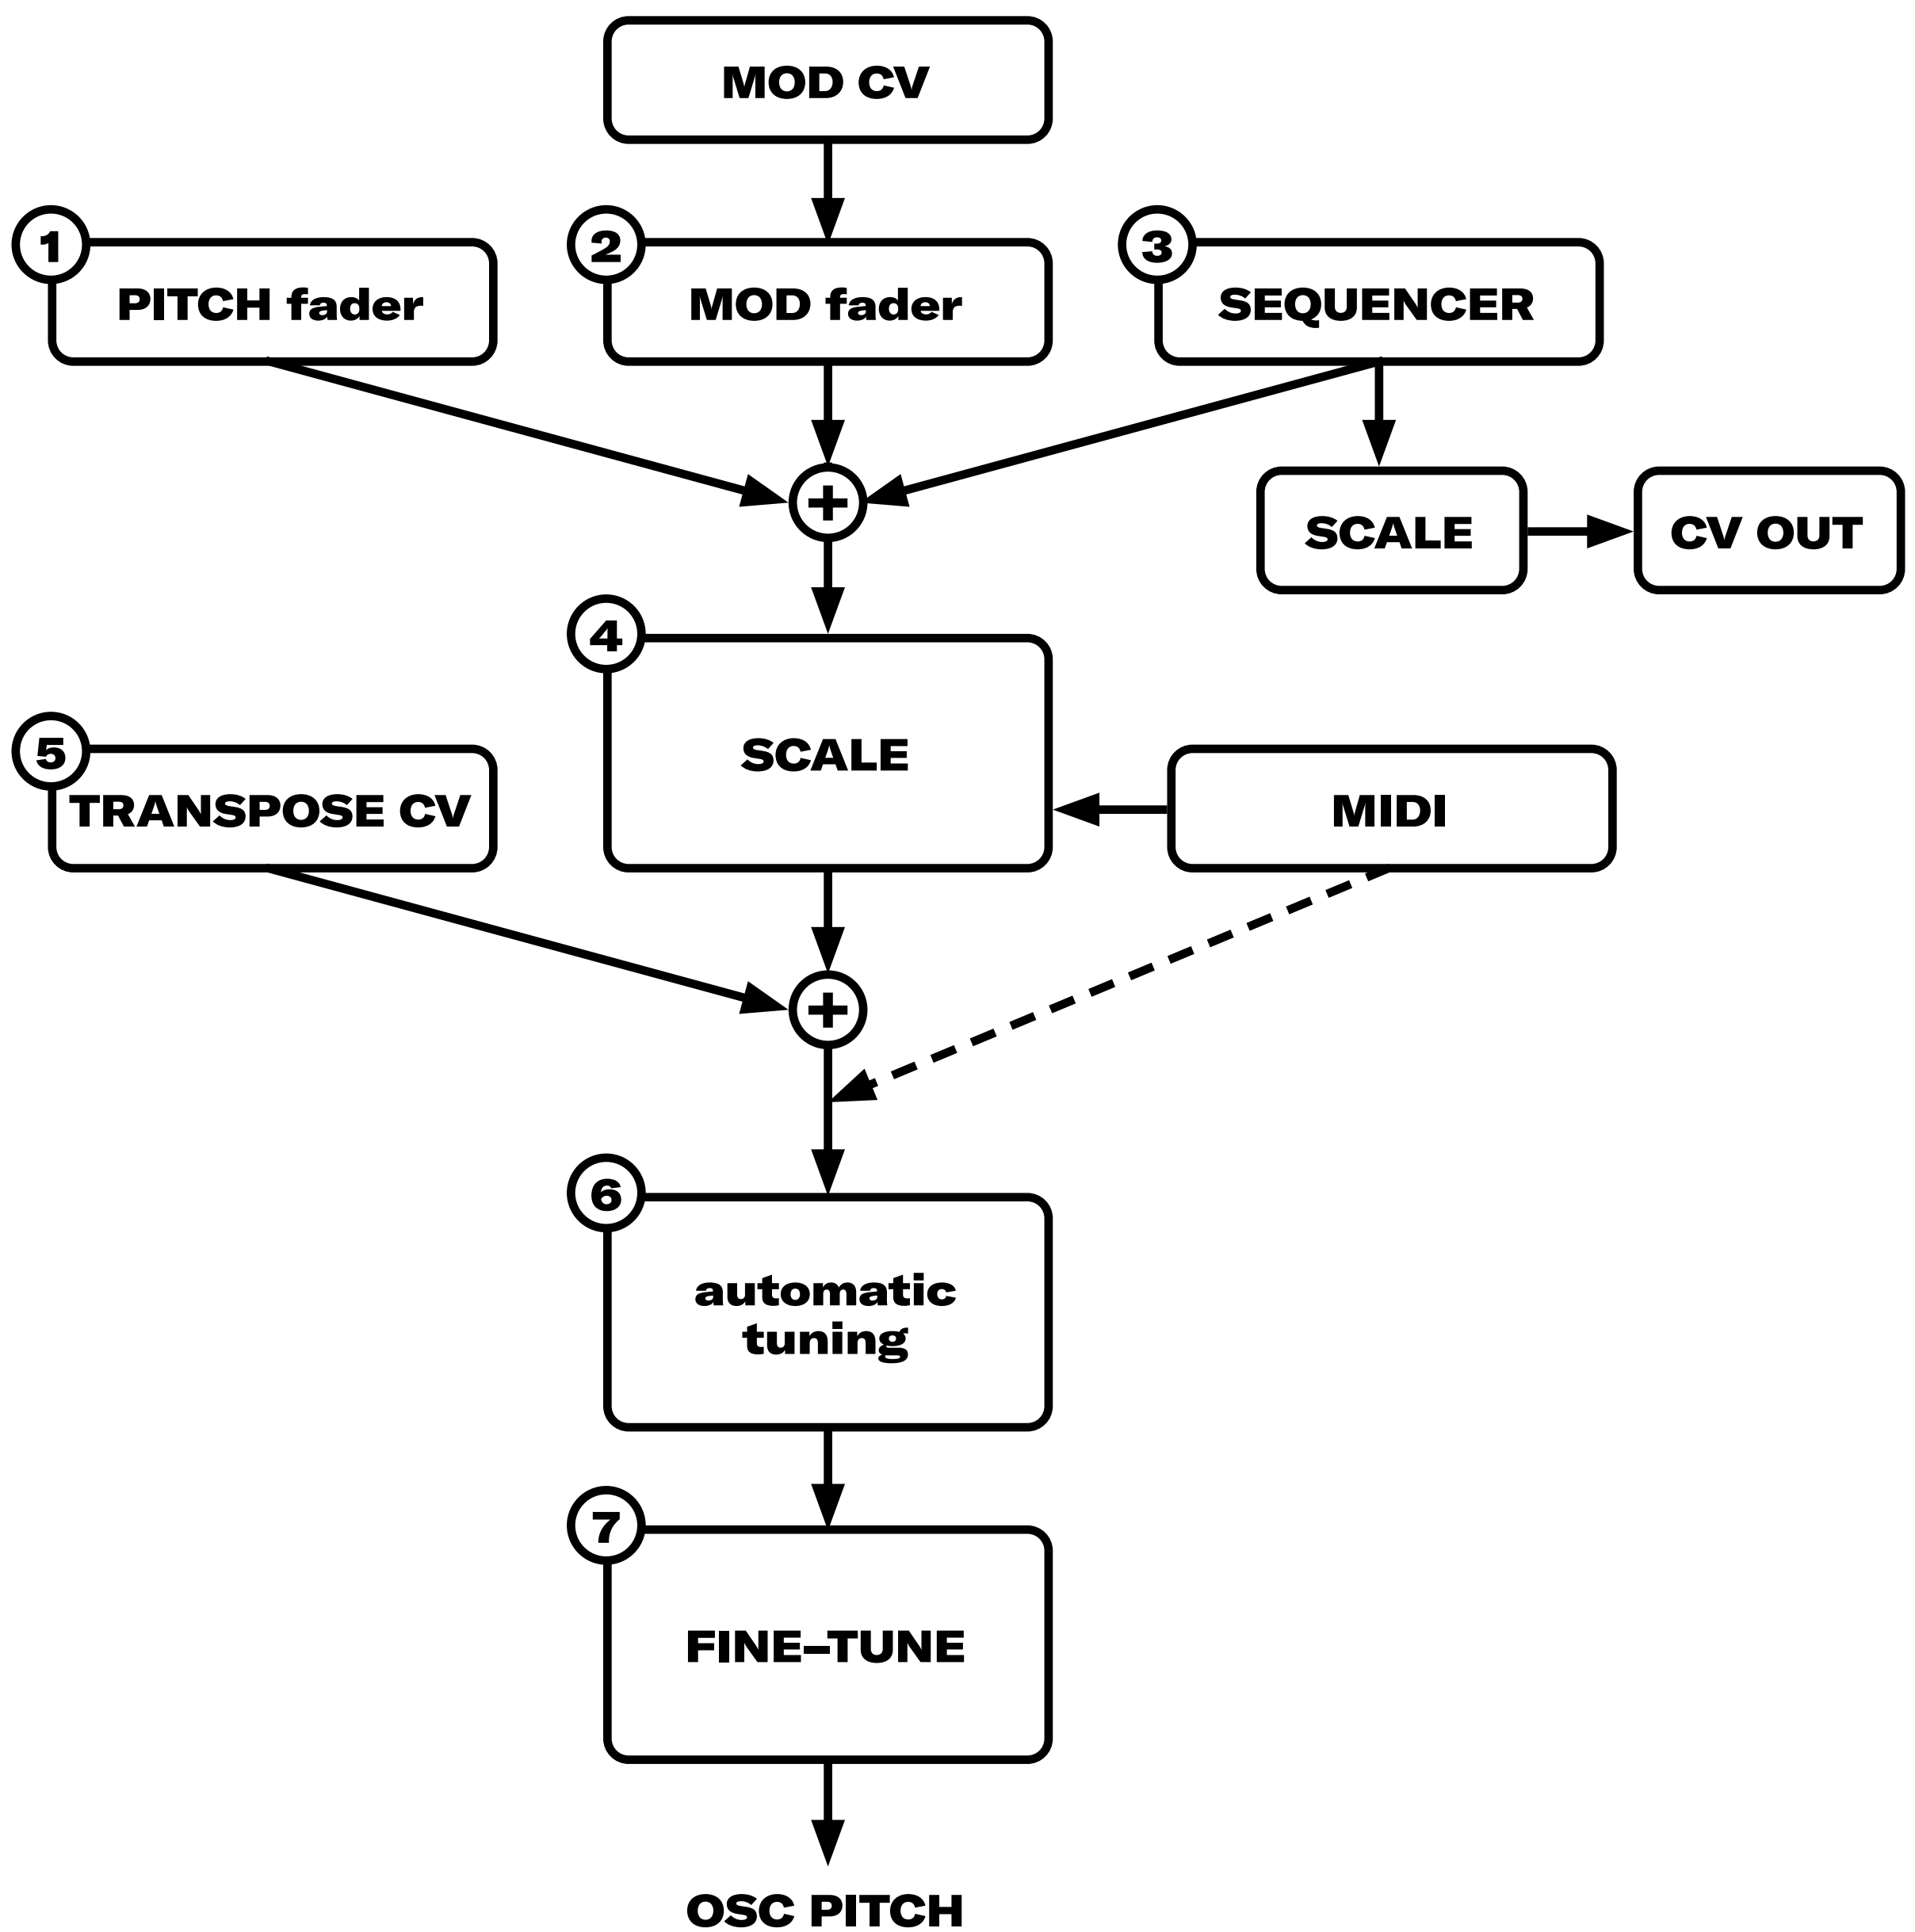 MOD CV
1
PITCH fader
2
MOD fader
3
SEQUENCER
+
SCALE
CV OUT
4
SCALE
5
TRANSPOSE CV
MIDI
+
6
automatic
tuning
7
FINE-TUNE
OSC PITCH